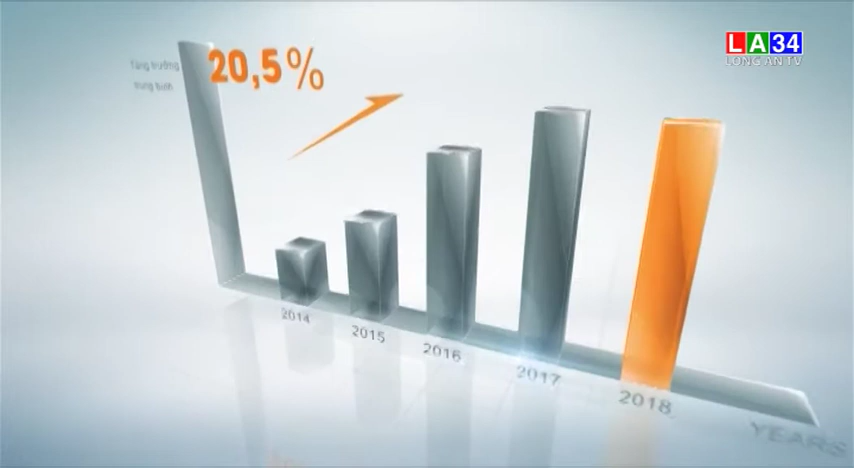 LA34
LONG AN TV
Tăng trưởng
trung bình
20,5%
2014
2015
2016
2017
2018
YEARS